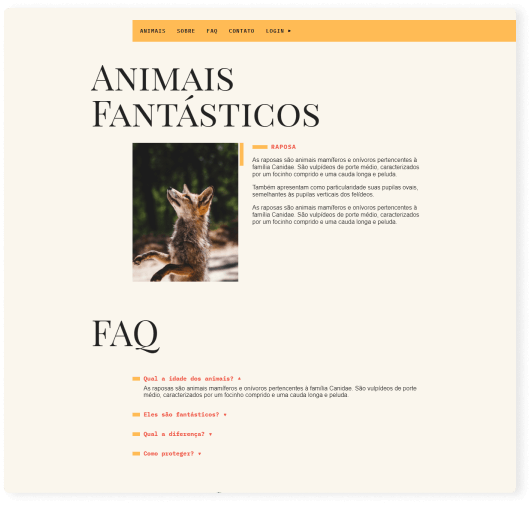 ANIMAIS SOBRE FAQ CONTATO LOGIN
ANIMAIS
FANTÁSTICOS
RAPOSA
As raposas são animais mamíferos e onívoros pertencentes à
família Canidae. São vulpídeos de porte médio, caracterizados
por um focinho comprido e uma cauda longa e peluda.
Também apresentam como particularidade suas pupilas ovais,
semelhantes às pupilas verticais dos felídeos.
As raposas são animais mamíferos e onívoros pertencentes à
família Canidae. São vulpídeos de porte médio, caracterizados
por um focinho comprido e uma cauda longa e peluda.
FAQ
Qual a idade dos animais?
As raposas são animais mamíferos e onívoros pertencentes à família Canidae. São vulpídeos de porte
médio, caracterizados por um focinho comprido e uma cauda longa e peluda.
Eles são fantásticos?
Qual a diferença?
Como proteger?